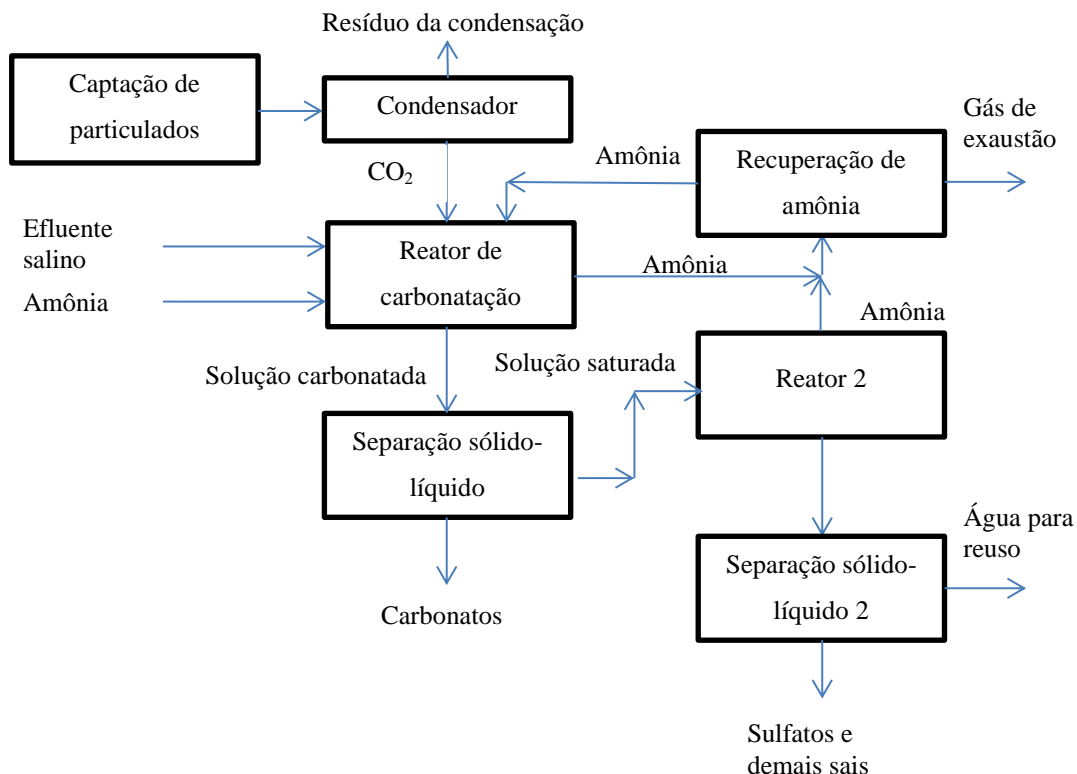 Resíduo da condensação
Captação de
particulados
Condensador
Gás de
exaustão
Amônia
Recuperação de
amônia
CO₂
Efluente
salino
Amônia
Reator de
carbonatação
Amônia
Amônia
Solução carbonatada
Solução saturada
Reator 2
Separação sólido-
líquido
Água para
reuso
Separação sólido-
líquido 2
Carbonatos
Sulfatos e
demais sais